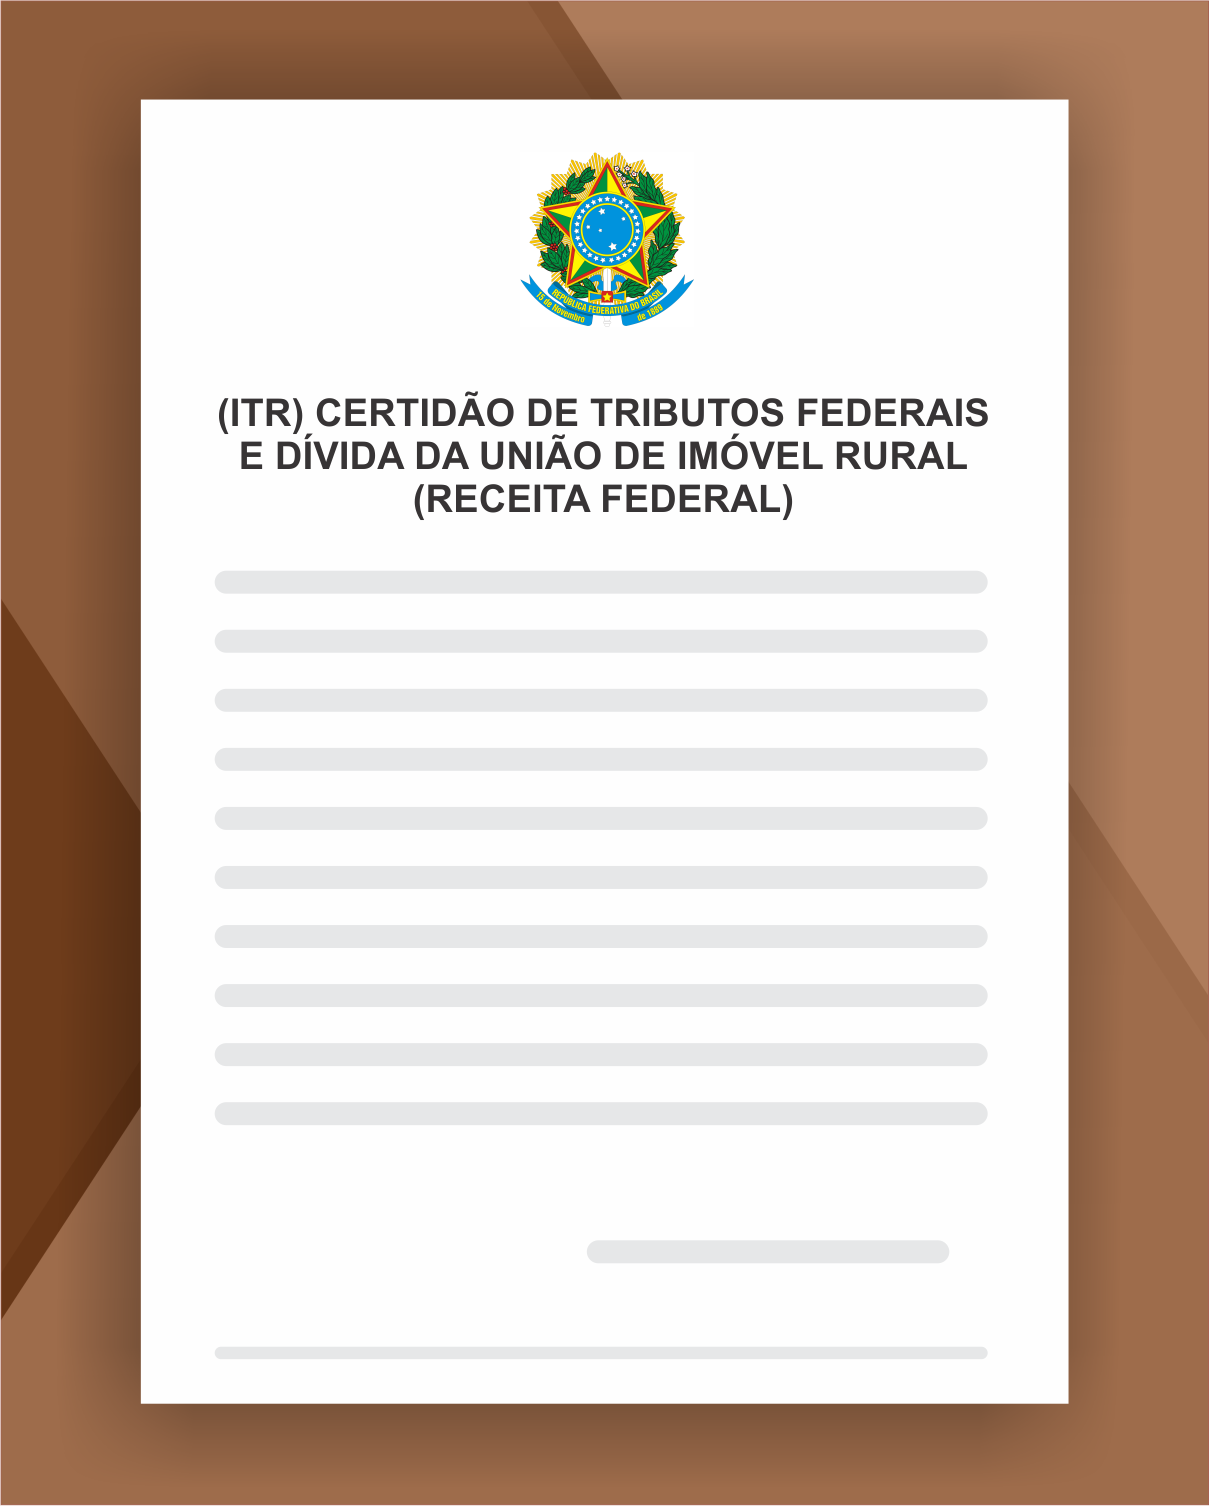 REPÚBLICA FEDERATIVA DO BRASIL
15 de Novembro
de 1889
(ITR) CERTIDÃO DE TRIBUTOS FEDERAIS
E DÍVIDA DA UNIÃO DE IMÓVEL RURAL
(RECEITA FEDERAL)